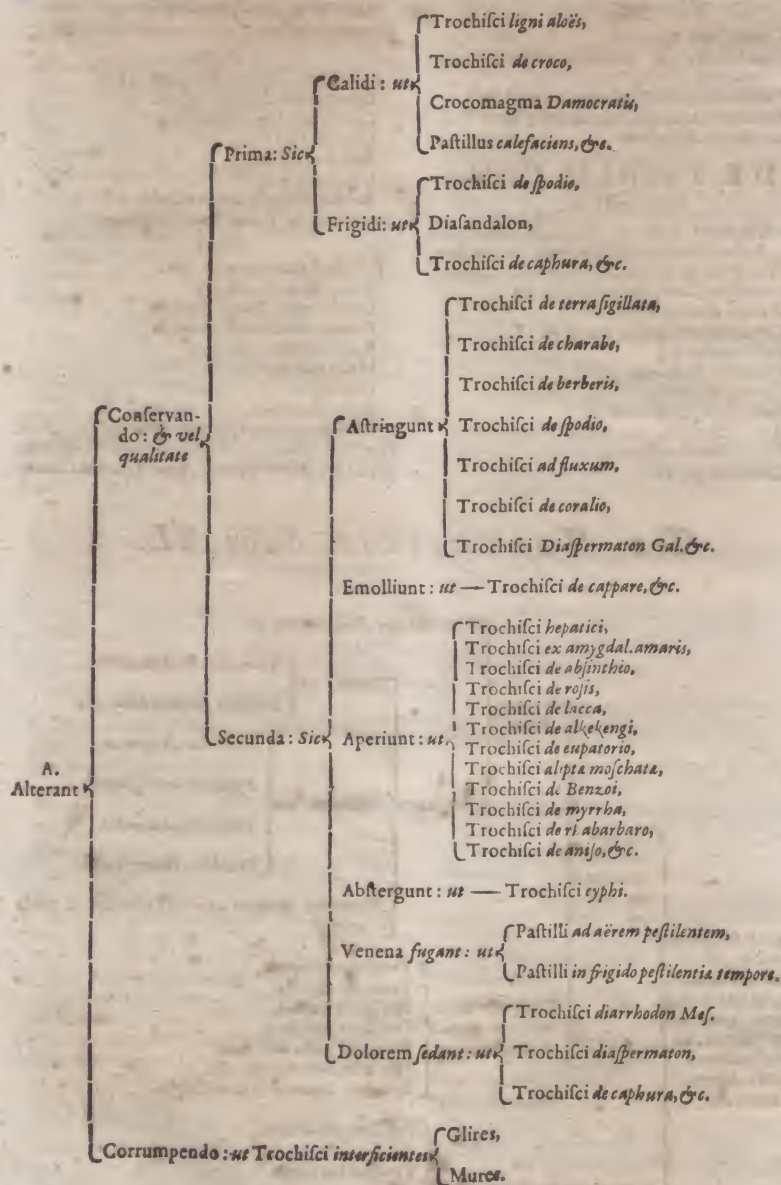 A.
Alterant
Conſervan-
do: & vel
qualitate
Prima: Sic
Calidi: ut
Trochiſci ligni aloës,
Trochiſci de croco,
Crocomagma Damocratis,
Paſtillus calefaciens, &c.
Frigidi: ut
Trochiſci de ſpodio,
Diaſandalon,
Trochiſci de caphura, &c.
Secunda: Sic
Aſtringunt
Trochiſci de terra ſigillata,
Trochiſci de charabe,
Trochiſci de berberis,
Trochiſci de ſpodio,
Trochiſci ad fluxum,
Trochiſci de coralio,
Trochiſci Diaſpermaton Gal. &c.
Emolliunt: ut — Trochiſci de cappare, &c.
Aperiunt: ut
Trochiſci hepatici,
Trochiſci ex amygdal. amaris,
Trochiſci de abſinthio,
Trochiſci de roſis,
Trochiſci de lacca,
Trochiſci de alkekengi,
Trochiſci de eupatorio,
Trochiſci alipta moſchata,
Trochiſci de Benzoi,
Trochiſci de myrrha,
Trochiſci de rhabarbaro,
Trochiſci de aniſo, &c.
Abſtergunt: ut — Trochiſci cyphi.
Venena fugant: ut
Paſtilli ad aërem peſtilentem,
Paſtilli in frigido peſtilentiæ tempore.
Dolorem ſedant: ut
Trochiſci diarrhodon Meſ.
Trochiſci diaſpermaton,
Trochiſci de caphura, &c.
Corrumpendo: ut Trochiſci interficientes
Glires,
Mures.